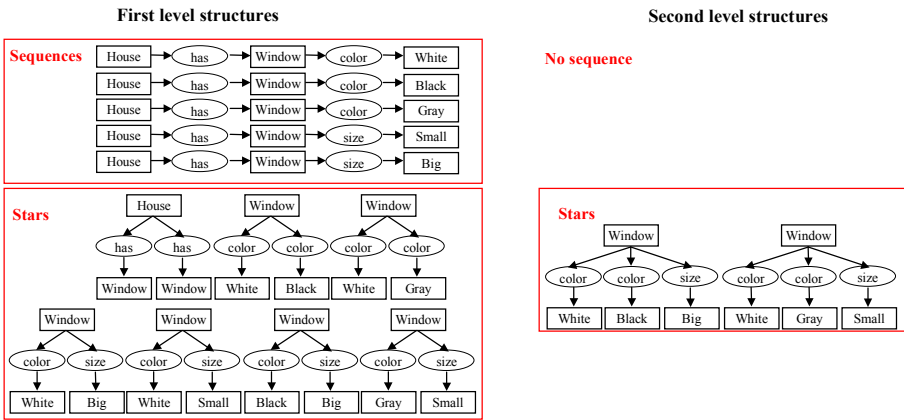 First level structures
Second level structures
Sequences
House has Window color White
House has Window color Black
House has Window color Gray
House has Window size Small
House has Window size Big
No sequence
Stars
House Window Window
has has color color color color
Window Window White Black White Gray
Window Window Window Window
color size color size color size color size
White Big White Small Black Big Gray Small
Stars
Window Window
color color size color color size
White Black Big White Gray Small